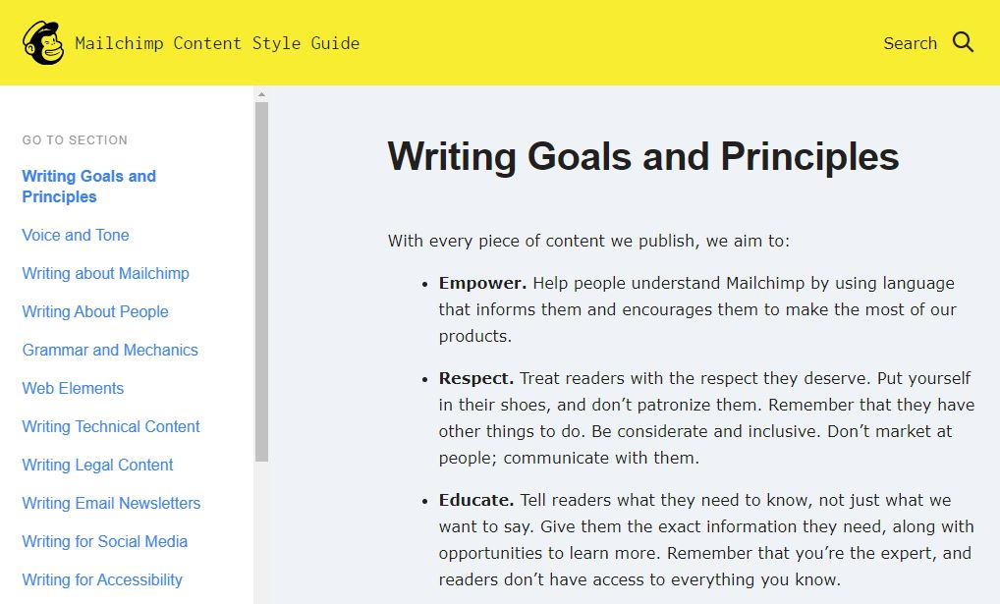 Mailchimp Content Style Guide
Search
GO TO SECTION
Writing Goals and
Principles
Voice and Tone
Writing about Mailchimp
Writing About People
Grammar and Mechanics
Web Elements
Writing Technical Content
Writing Legal Content
Writing Email Newsletters
Writing for Social Media
Writing for Accessibility
Writing Goals and Principles
With every piece of content we publish, we aim to:
• Empower. Help people understand Mailchimp by using language
that informs them and encourages them to make the most of our
products.
• Respect. Treat readers with the respect they deserve. Put yourself
in their shoes, and don’t patronize them. Remember that they have
other things to do. Be considerate and inclusive. Don’t market at
people; communicate with them.
• Educate. Tell readers what they need to know, not just what we
want to say. Give them the exact information they need, along with
opportunities to learn more. Remember that you’re the expert, and
readers don’t have access to everything you know.